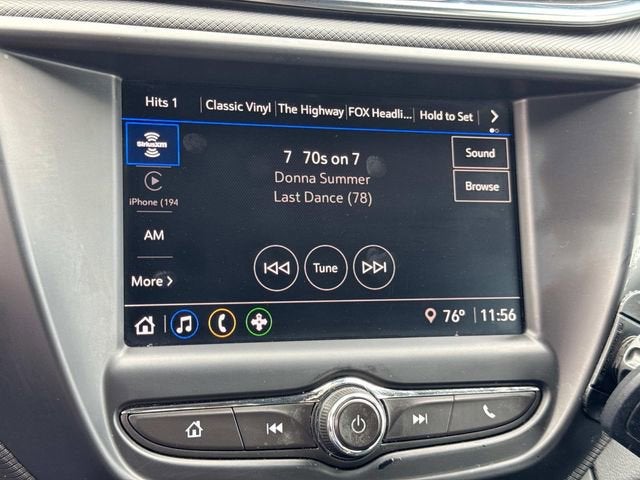 Hits 1 Classic Vinyl The Highway FOX Headli... Hold to Set
SiriusXM
7 70s on 7
Donna Summer
Last Dance (78)
Sound
Browse
iPhone (194
AM
More
Tune
76° 11:56